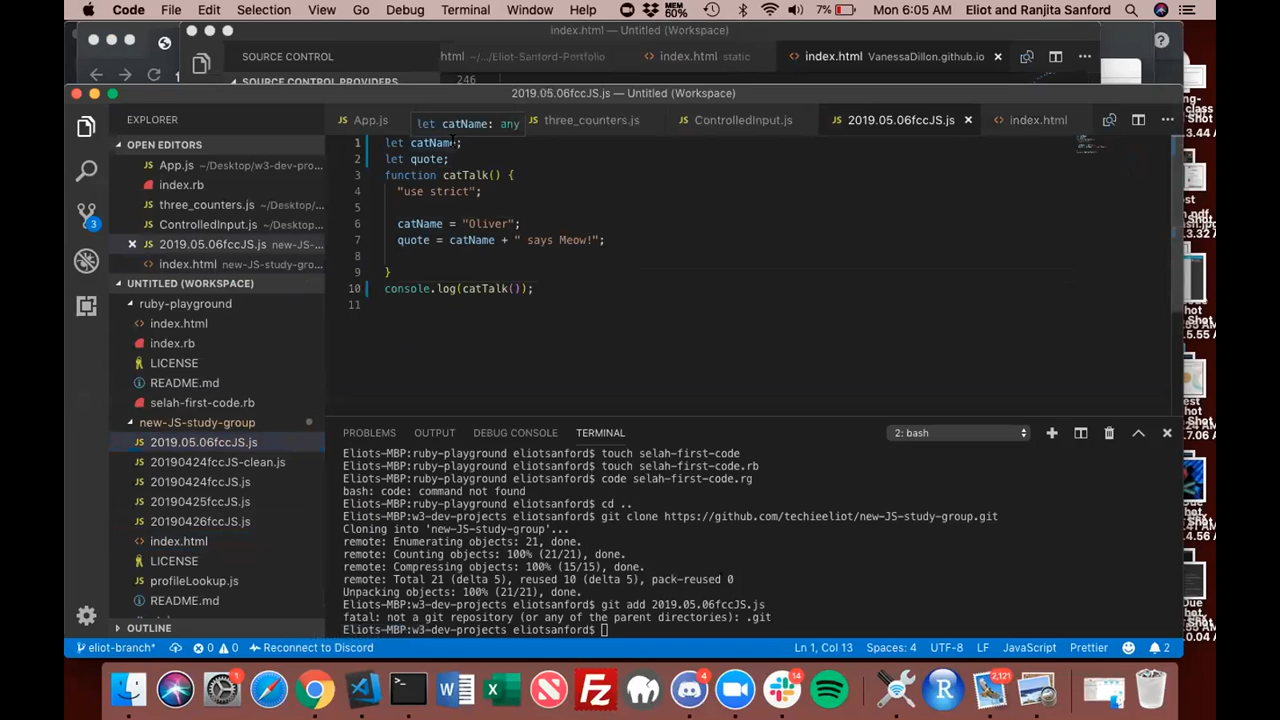 Code File Edit Selection View Go Debug Terminal Window Help MEM 60% 7% Mon 6:05 AM Eliot and Ranjita Sanford
index.html — Untitled (Workspace)
SOURCE CONTROL html ~/.../Eliot-Sanford-Portfolio index.html static index.html VanessaDillon.github.io
SOURCE CONTROL PROVIDERS 246
2019.05.06fccJS.js — Untitled (Workspace)
EXPLORER App.js three_counters.js ControlledInput.js 2019.05.06fccJS.js index.html
let catName: any
OPEN EDITORS
App.js ~/Desktop/w3-dev-pro...
index.rb
three_counters.js ~/Desktop/...
ControlledInput.js ~/Desktop/...
2019.05.06fccJS.js new-JS-...
index.html new-JS-study-gro...
UNTITLED (WORKSPACE)
ruby-playground
index.html
index.rb
LICENSE
README.md
selah-first-code.rb
new-JS-study-group
2019.05.06fccJS.js
20190424fccJS-clean.js
20190424fccJS.js
20190425fccJS.js
20190426fccJS.js
index.html
LICENSE
profileLookup.js
README.md
OUTLINE
3
1 let catName;
2 let quote;
3 function catTalk() {
4 "use strict";
5
6 catName = "Oliver";
7 quote = catName + " says Meow!";
8
9 }
10 console.log(catTalk());
11
PROBLEMS OUTPUT DEBUG CONSOLE TERMINAL 2: bash
Eliots-MBP:ruby-playground eliotsanford$ touch selah-first-code
Eliots-MBP:ruby-playground eliotsanford$ touch selah-first-code.rb
Eliots-MBP:ruby-playground eliotsanford$ code selah-first-code.rg
bash: code: command not found
Eliots-MBP:ruby-playground eliotsanford$ cd ..
Eliots-MBP:w3-dev-projects eliotsanford$ git clone https://github.com/techieeliot/new-JS-study-group.git
Cloning into 'new-JS-study-group'...
remote: Enumerating objects: 21, done.
remote: Counting objects: 100% (21/21), done.
remote: Compressing objects: 100% (15/15), done.
remote: Total 21 (delta 5), reused 10 (delta 5), pack-reused 0
Unpacking objects: 100% (21/21), done.
Eliots-MBP:w3-dev-projects eliotsanford$ git add 2019.05.06fccJS.js
fatal: not a git repository (or any of the parent directories): .git
Eliots-MBP:w3-dev-projects eliotsanford$
eliot-branch* 0 0 Reconnect to Discord Ln 1, Col 13 Spaces: 4 UTF-8 LF JavaScript Prettier 2
1 4 14 2,121